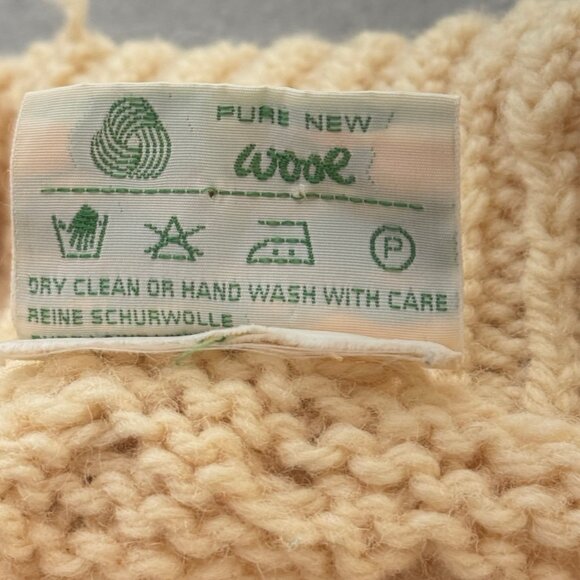 PURE NEW
wool
P
DRY CLEAN OR HAND WASH WITH CARE
REINE SCHURWOLLE